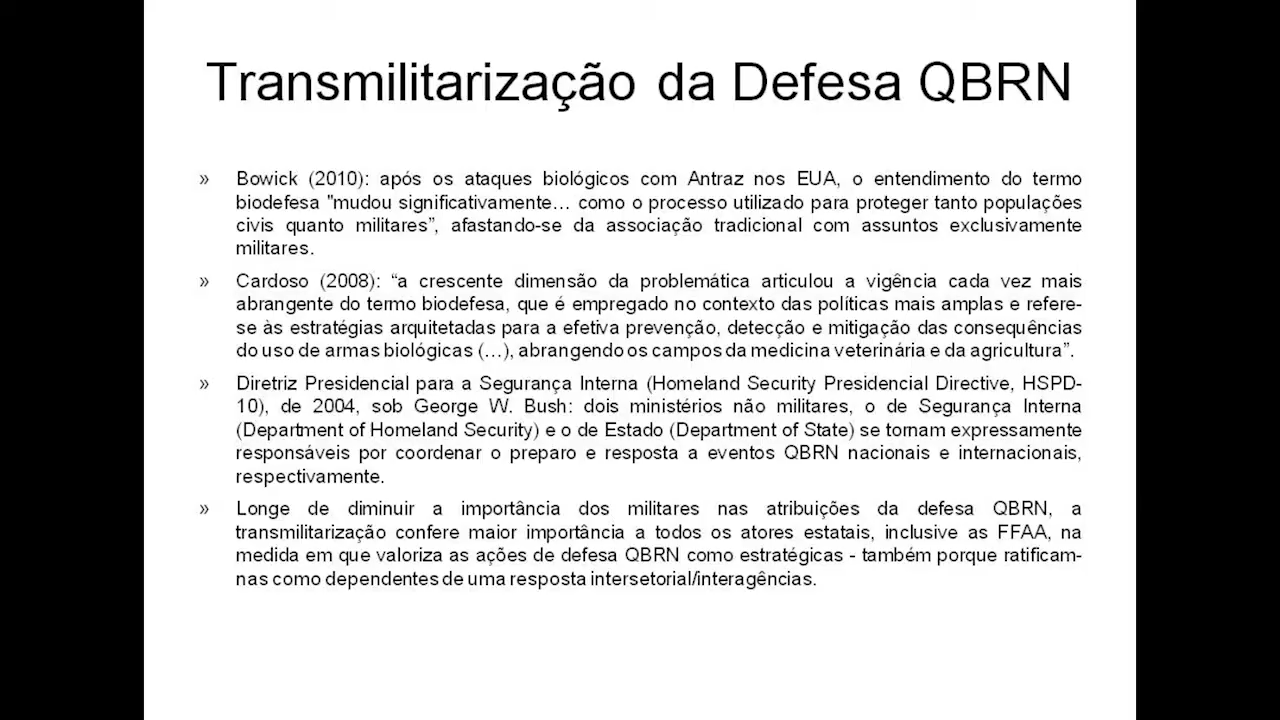 Transmilitarização da Defesa QBRN
» Bowick (2010): após os ataques biológicos com Antraz nos EUA, o entendimento do termo
biodefesa "mudou significativamente… como o processo utilizado para proteger tanto populações
civis quanto militares”, afastando-se da associação tradicional com assuntos exclusivamente
militares.
» Cardoso (2008): “a crescente dimensão da problemática articulou a vigência cada vez mais
abrangente do termo biodefesa, que é empregado no contexto das políticas mais amplas e refere-
se às estratégias arquitetadas para a efetiva prevenção, detecção e mitigação das consequências
do uso de armas biológicas (…), abrangendo os campos da medicina veterinária e da agricultura”.
» Diretriz Presidencial para a Segurança Interna (Homeland Security Presidencial Directive, HSPD-
10), de 2004, sob George W. Bush: dois ministérios não militares, o de Segurança Interna
(Department of Homeland Security) e o de Estado (Department of State) se tornam expressamente
responsáveis por coordenar o preparo e resposta a eventos QBRN nacionais e internacionais,
respectivamente.
» Longe de diminuir a importância dos militares nas atribuições da defesa QBRN, a
transmilitarização confere maior importância a todos os atores estatais, inclusive as FFAA, na
medida em que valoriza as ações de defesa QBRN como estratégicas - também porque ratificam-
nas como dependentes de uma resposta intersetorial/interagências.